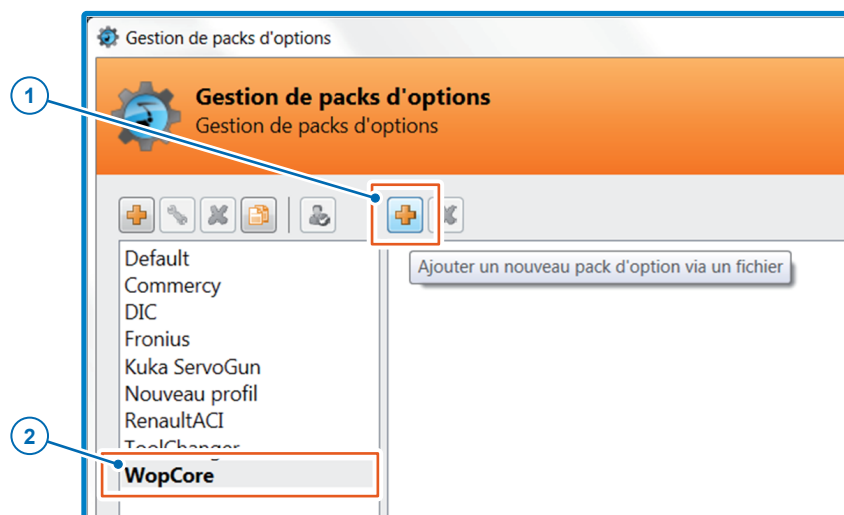 Gestion de packs d'options
Gestion de packs d'options
Gestion de packs d'options
1
Default
Ajouter un nouveau pack d'option via un fichier
Commercy
DIC
Fronius
Kuka ServoGun
Nouveau profil
RenaultACI
ToolChanger
2
WopCore